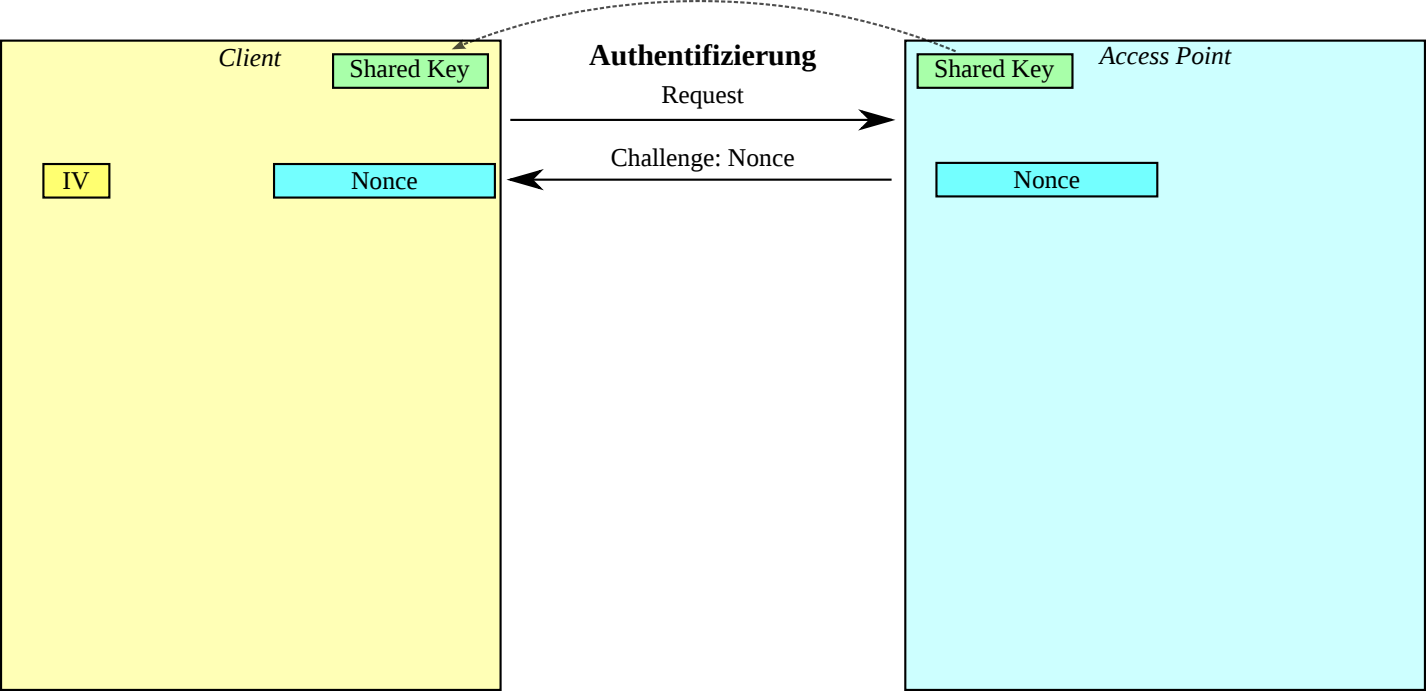 Client
Shared Key
Authentifizierung
Shared Key
Access Point
Request
Challenge: Nonce
IV
Nonce
Nonce